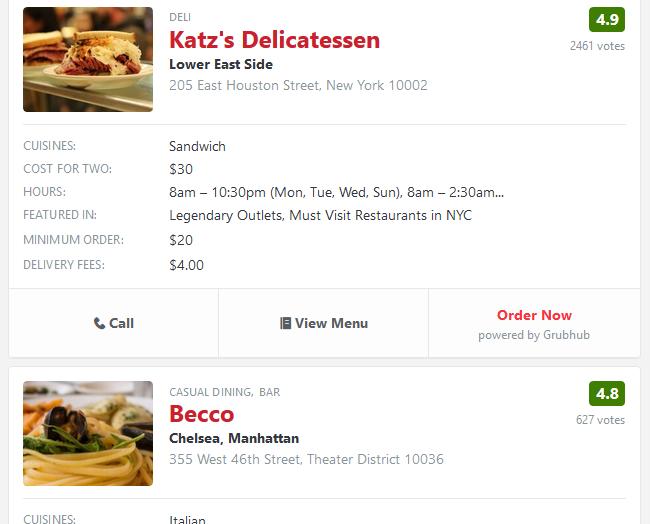 DELI
4.9
Katz's Delicatessen
2461 votes
Lower East Side
205 East Houston Street, New York 10002
CUISINES: Sandwich
COST FOR TWO: $30
HOURS: 8am – 10:30pm (Mon, Tue, Wed, Sun), 8am – 2:30am...
FEATURED IN: Legendary Outlets, Must Visit Restaurants in NYC
MINIMUM ORDER: $20
DELIVERY FEES: $4.00
Call
View Menu
Order Now
powered by Grubhub
CASUAL DINING, BAR
4.8
Becco
627 votes
Chelsea, Manhattan
355 West 46th Street, Theater District 10036
CUISINES: Italian